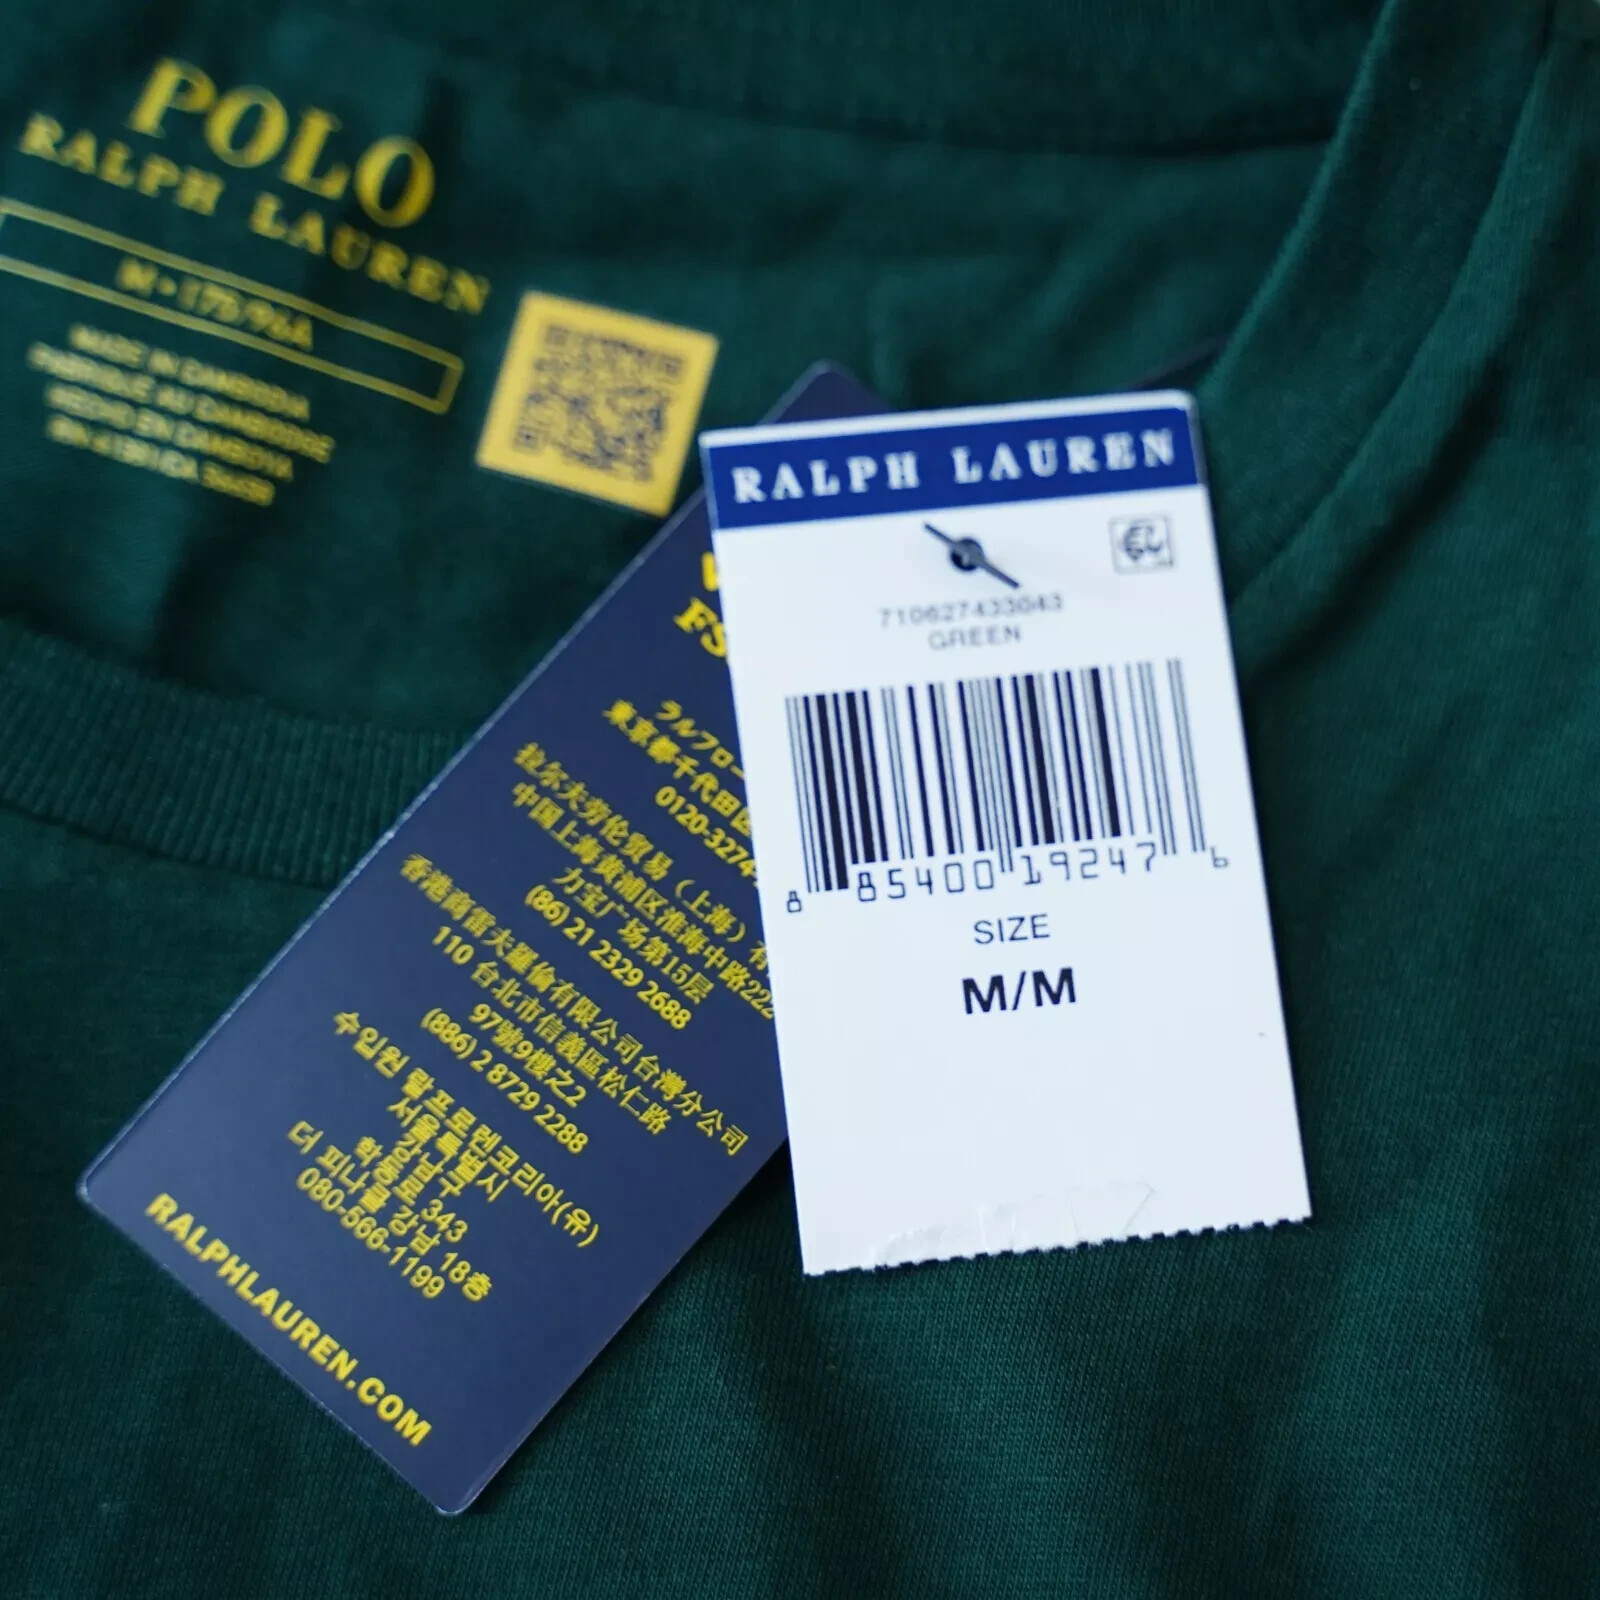 POLO
RALPH LAUREN
M • 175/96A
MADE IN CAMBODIA
FABRIQUÉ AU CAMBODGE
HECHO EN CAMBOYA
RALPH LAUREN
710627433043
GREEN
8 85400 19247 6
SIZE
M/M
FS
ラルフロー
東京都千代田区
0120-3274
拉尔夫劳伦贸易（上海）有
中国上海黄浦区淮海中路222
力宝广场第15层
(86) 21 2329 2688
香港商雷夫羅倫有限公司台灣分公司
110 台北市信義區松仁路
97號9樓之2
(886) 2 8729 2288
수입원 랄프로렌코리아(유)
서울특별시
강남구
학동로 343
더 피나클 강남 18층
080-566-1199
RALPHLAUREN.COM